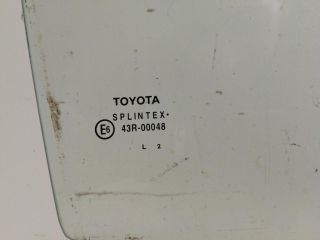 TOYOTA
SPLINTEX
E6 43R-00048
L 2